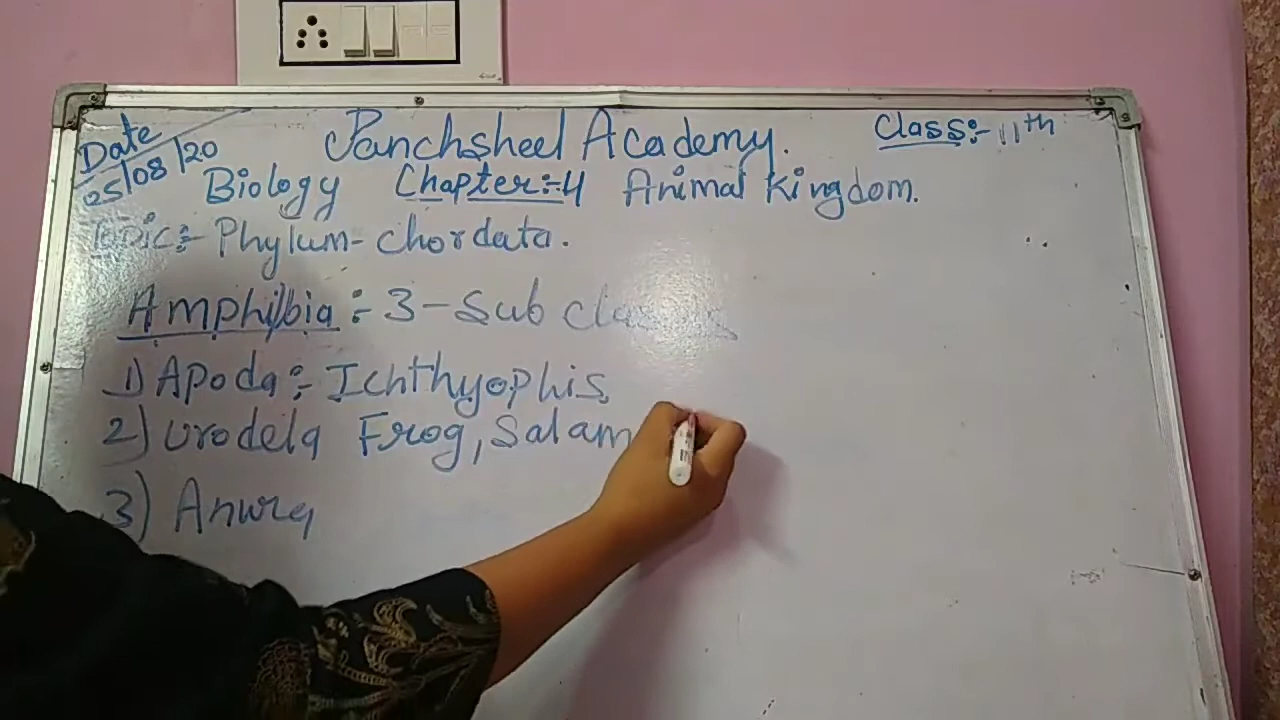 Date
25/08/20
Panchsheel Academy.
Class:- 11th
Biology Chapter:-4 Animal Kingdom.
Topic:- Phylum-Chordata.
Amphibia:- 3-Sub classes
1) Apoda:- Ichthyophis
2) Urodela Frog, Salam
3) Anura